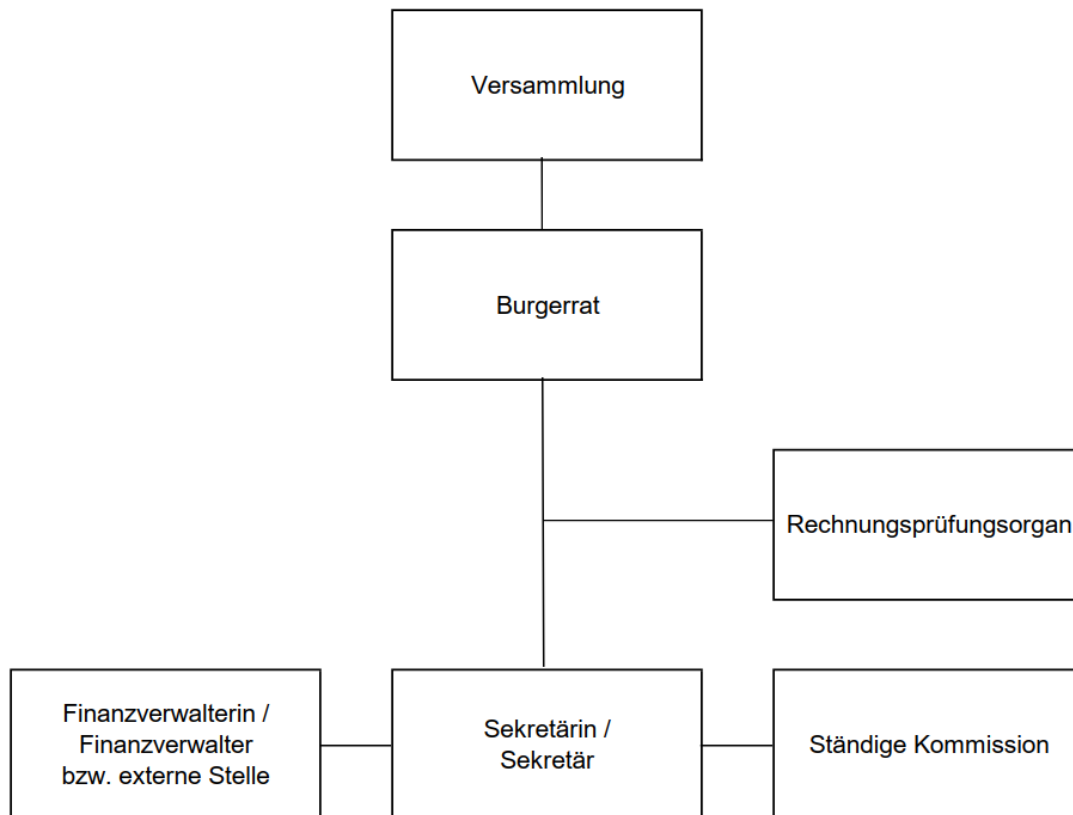 Versammlung
Burgerrat
Rechnungsprüfungsorgan
Finanzverwalterin /
Finanzverwalter
bzw. externe Stelle
Sekretärin /
Sekretär
Ständige Kommission